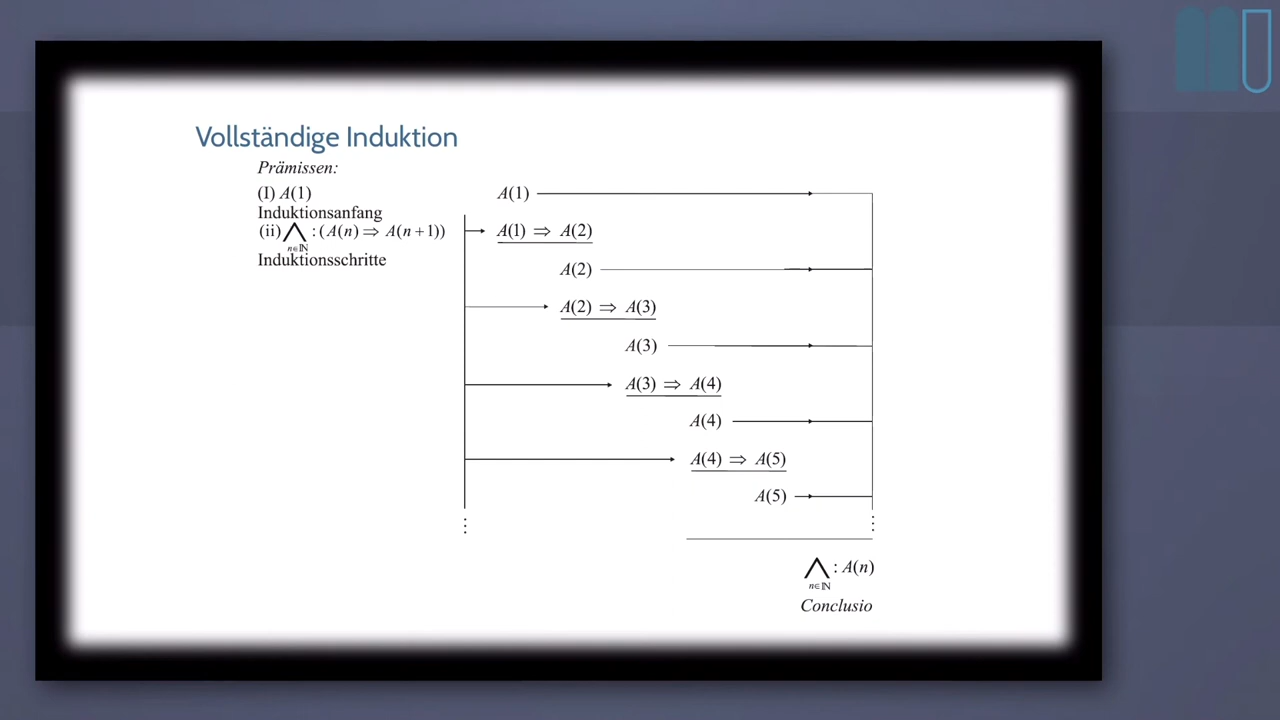 Vollständige Induktion
Prämissen:
(I) A(1)
Induktionsanfang
(ii) ⋀ : (A(n) ⇒ A(n+1))
n∈ℕ
Induktionsschritte
A(1)
A(1) ⇒ A(2)
A(2)
A(2) ⇒ A(3)
A(3)
A(3) ⇒ A(4)
A(4)
A(4) ⇒ A(5)
A(5)
⋮ ⋮
⋀ : A(n)
n∈ℕ
Conclusio